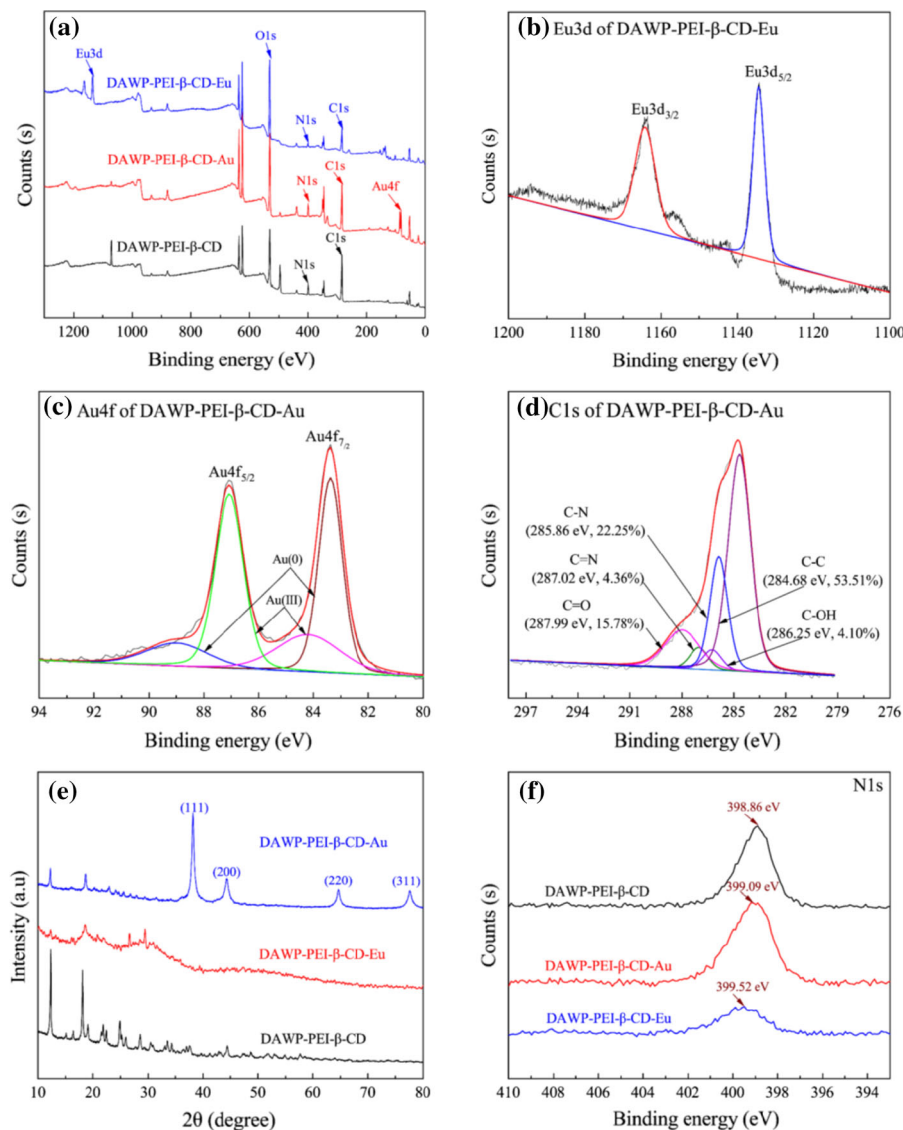 (a)
Eu3d
O1s
DAWP-PEI-β-CD-Eu
N1s
C1s
DAWP-PEI-β-CD-Au
N1s
C1s
Au4f
DAWP-PEI-β-CD
N1s
C1s
Counts (s)
1200 1000 800 600 400 200 0
Binding energy (eV)
(b)
Eu3d of DAWP-PEI-β-CD-Eu
Eu3d5/2
Eu3d3/2
Counts (s)
1200 1180 1160 1140 1120 1100
Binding energy (eV)
(c)
Au4f of DAWP-PEI-β-CD-Au
Au4f7/2
Au4f5/2
Au(0)
Au(III)
Counts (s)
94 92 90 88 86 84 82 80
Binding energy (eV)
(d)
C1s of DAWP-PEI-β-CD-Au
C-N
(285.86 eV, 22.25%)
C=N
(287.02 eV, 4.36%)
C=O
(287.99 eV, 15.78%)
C-C
(284.68 eV, 53.51%)
C-OH
(286.25 eV, 4.10%)
Counts (s)
297 294 291 288 285 282 279 276
Binding energy (eV)
(e)
(111)
(200)
(220)
(311)
DAWP-PEI-β-CD-Au
DAWP-PEI-β-CD-Eu
DAWP-PEI-β-CD
Intensity (a.u)
10 20 30 40 50 60 70 80
2θ (degree)
(f)
N1s
398.86 eV
DAWP-PEI-β-CD
399.09 eV
DAWP-PEI-β-CD-Au
399.52 eV
DAWP-PEI-β-CD-Eu
Counts (s)
410 408 406 404 402 400 398 396 394
Binding energy (eV)